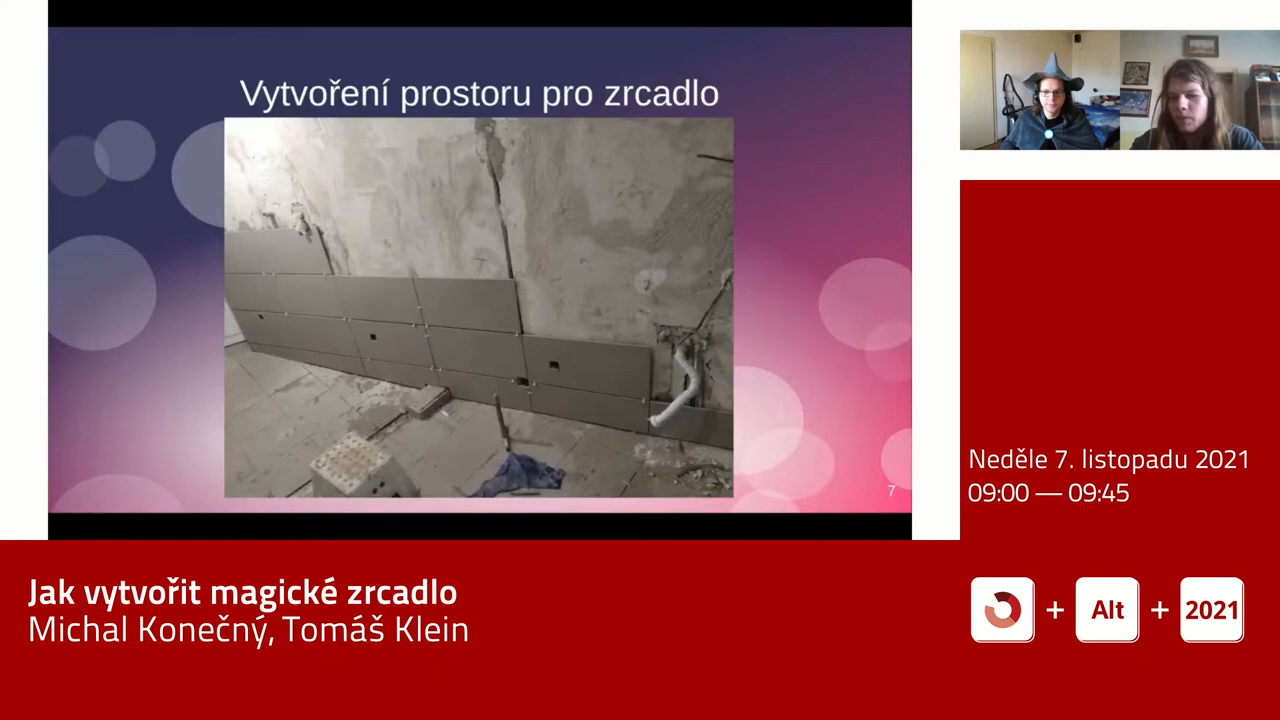 Vytvoření prostoru pro zrcadlo
7
Neděle 7. listopadu 2021
09:00 — 09:45
Jak vytvořit magické zrcadlo
Michal Konečný, Tomáš Klein
+ Alt + 2021